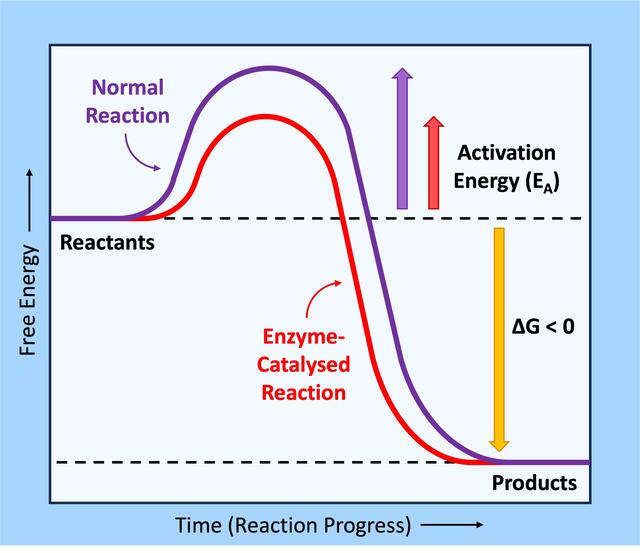 Normal
Reaction
Activation
Energy (EA)
Reactants
Free Energy
ΔG < 0
Enzyme-
Catalysed
Reaction
Products
Time (Reaction Progress)